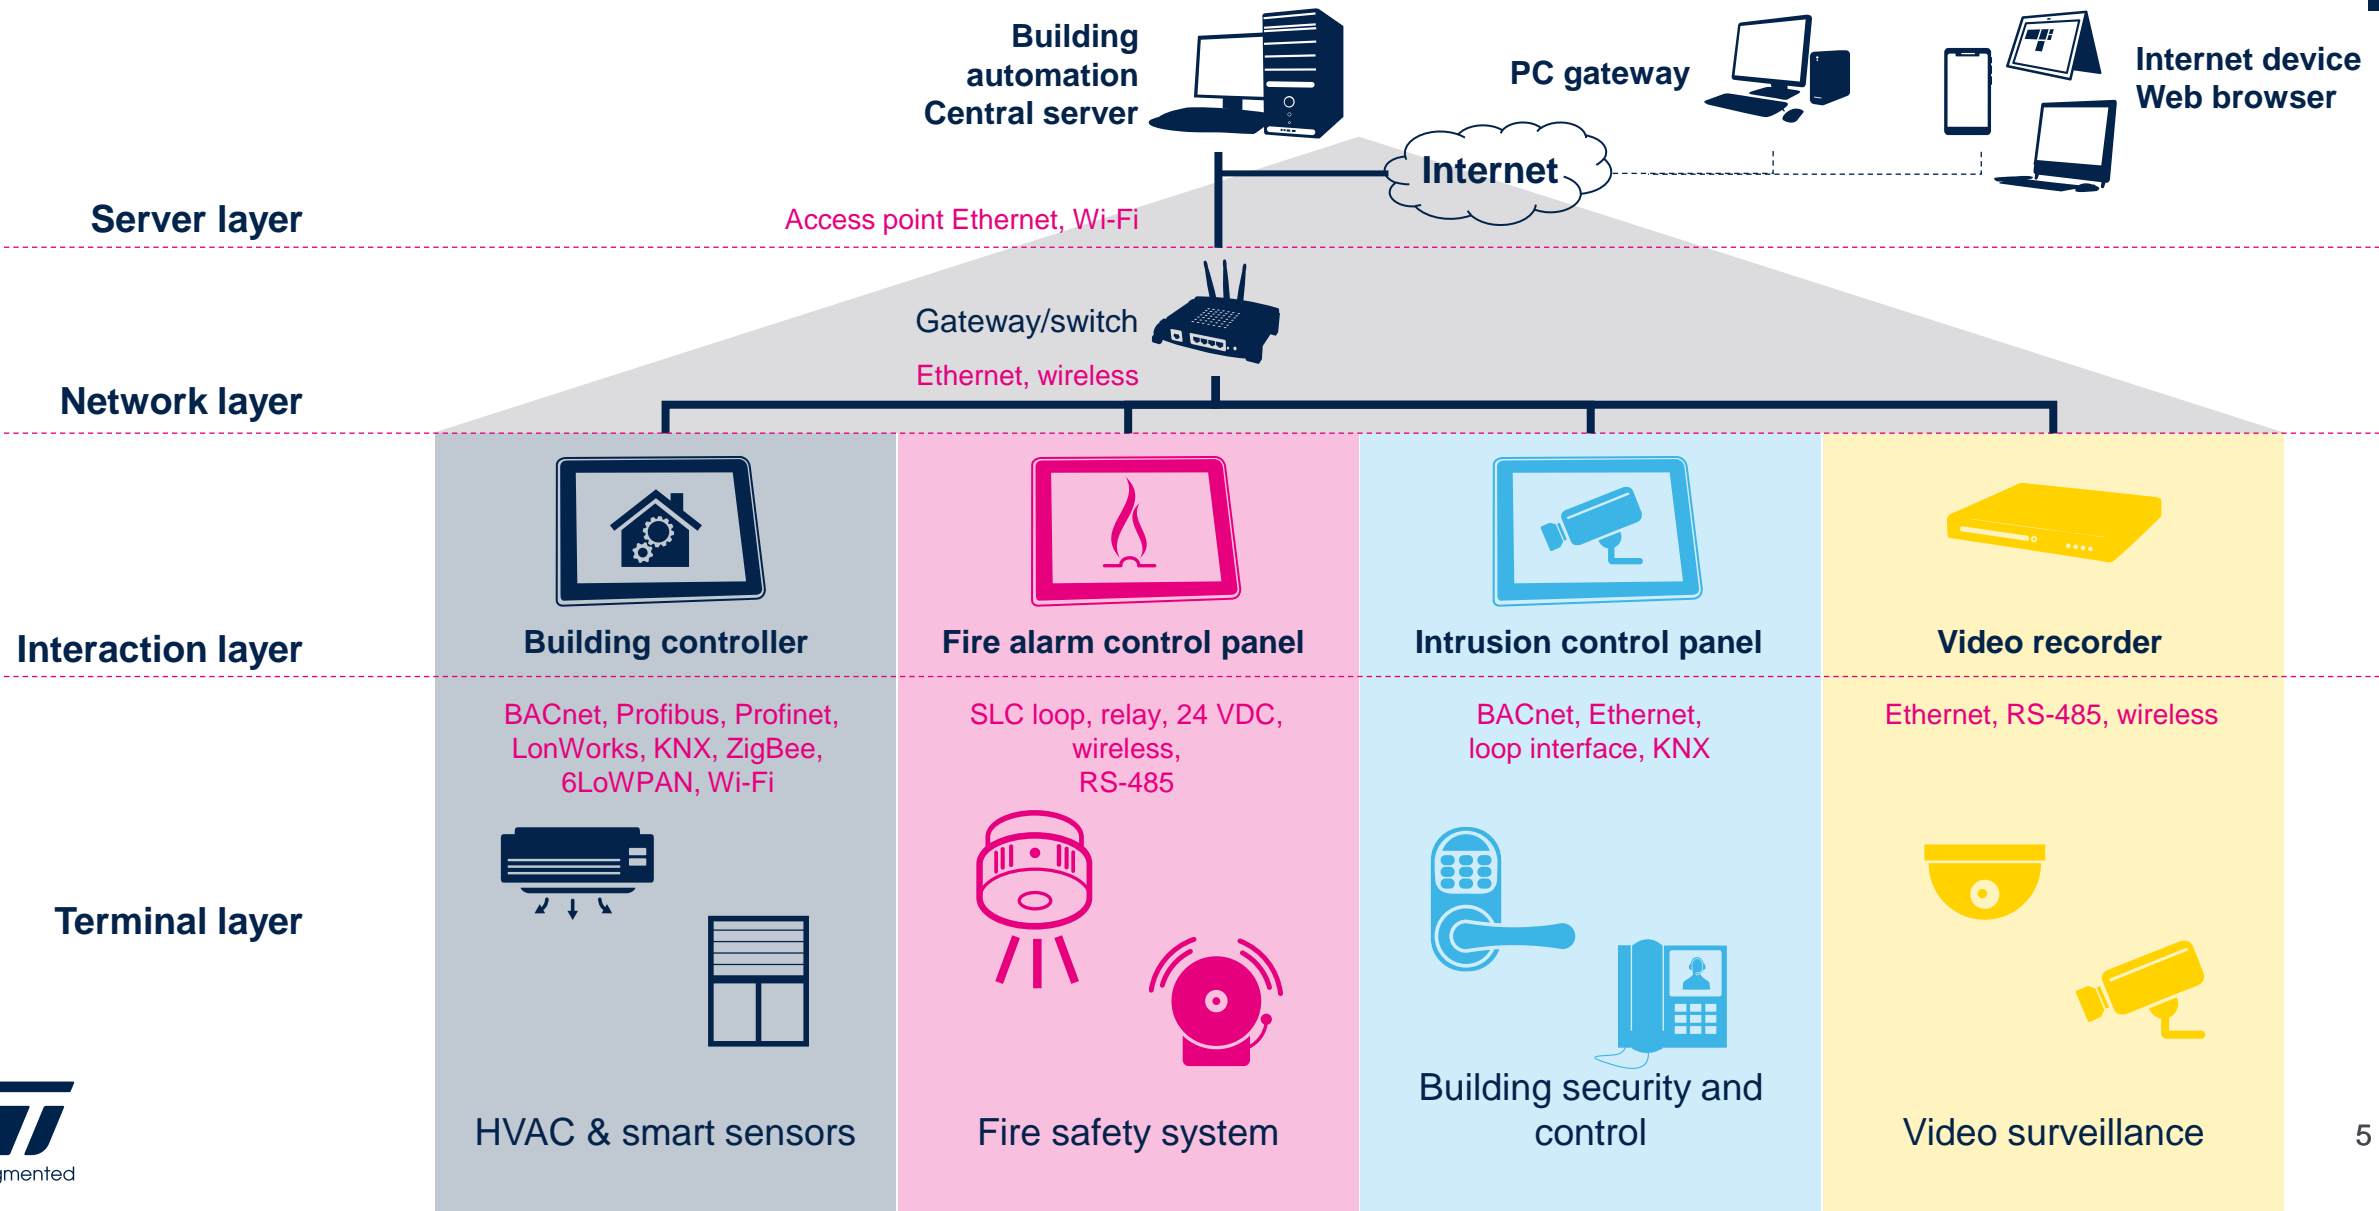 Building
automation
Central server
PC gateway
Internet device
Web browser
Internet
Server layer
Access point Ethernet, Wi-Fi
Gateway/switch
Ethernet, wireless
Network layer
Interaction layer
Building controller
Fire alarm control panel
Intrusion control panel
Video recorder
BACnet, Profibus, Profinet,
LonWorks, KNX, ZigBee,
6LoWPAN, Wi-Fi
SLC loop, relay, 24 VDC,
wireless,
RS-485
BACnet, Ethernet,
loop interface, KNX
Ethernet, RS-485, wireless
Terminal layer
HVAC & smart sensors
Fire safety system
Building security and
control
Video surveillance
5